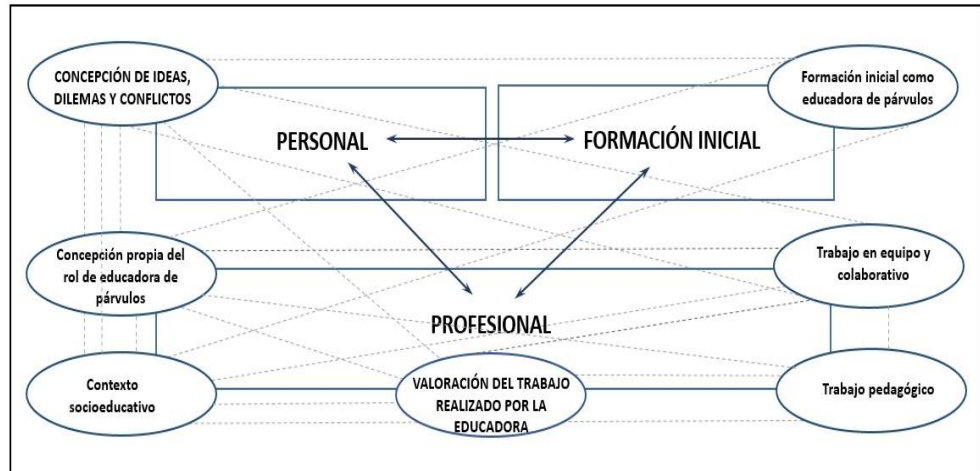 CONCEPCIÓN DE IDEAS,
DILEMAS Y CONFLICTOS
Formación inicial como
educadora de párvulos
PERSONAL
FORMACIÓN INICIAL
Concepción propia del
rol de educadora de
párvulos
Trabajo en equipo y
colaborativo
PROFESIONAL
Contexto
socioeducativo
VALORACIÓN DEL TRABAJO
REALIZADO POR LA
EDUCADORA
Trabajo pedagógico